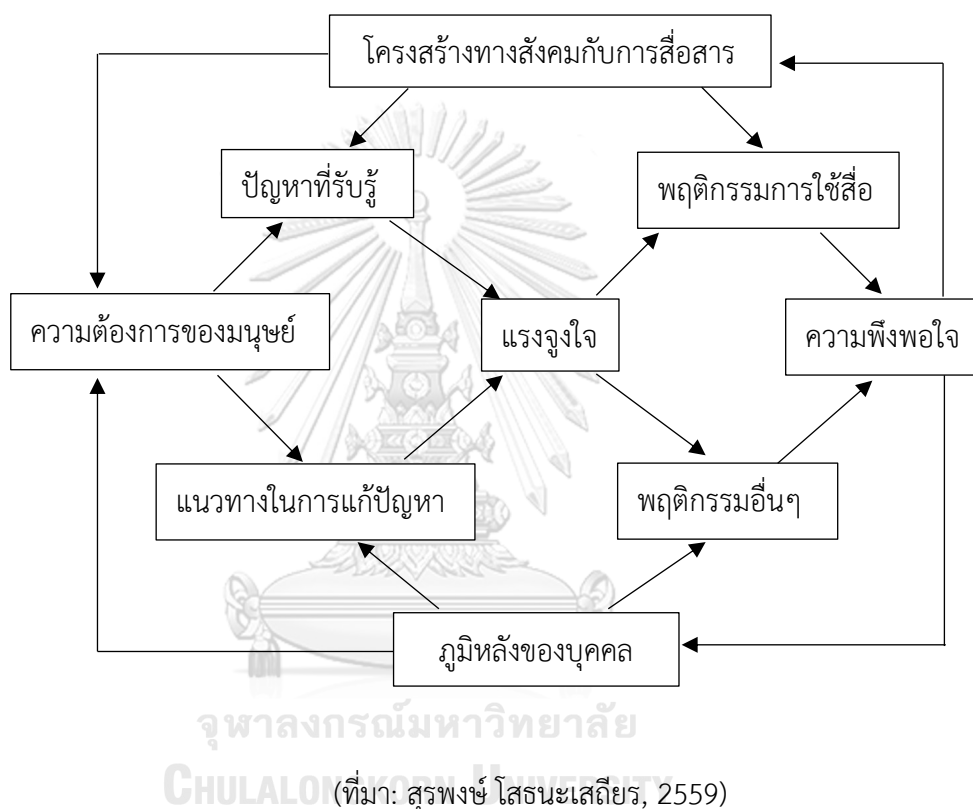 โครงสร้างทางสังคมกับการสื่อสาร
ปัญหาที่รับรู้
พฤติกรรมการใช้สื่อ
ความต้องการของมนุษย์
แรงจูงใจ
ความพึงพอใจ
แนวทางในการแก้ปัญหา
พฤติกรรมอื่นๆ
ภูมิหลังของบุคคล
จุฬาลงกรณ์มหาวิทยาลัย
CHULALONGKORN UNIVERSITY
(ที่มา: สุรพงษ์ โสธนะเสถียร, 2559)